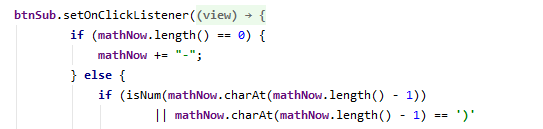 btnSub.setOnClickListener((view) → {
if (mathNow.length() == 0) {
mathNow += "-";
} else {
if (isNum(mathNow.charAt(mathNow.length() - 1))
|| mathNow.charAt(mathNow.length() - 1) == ')'